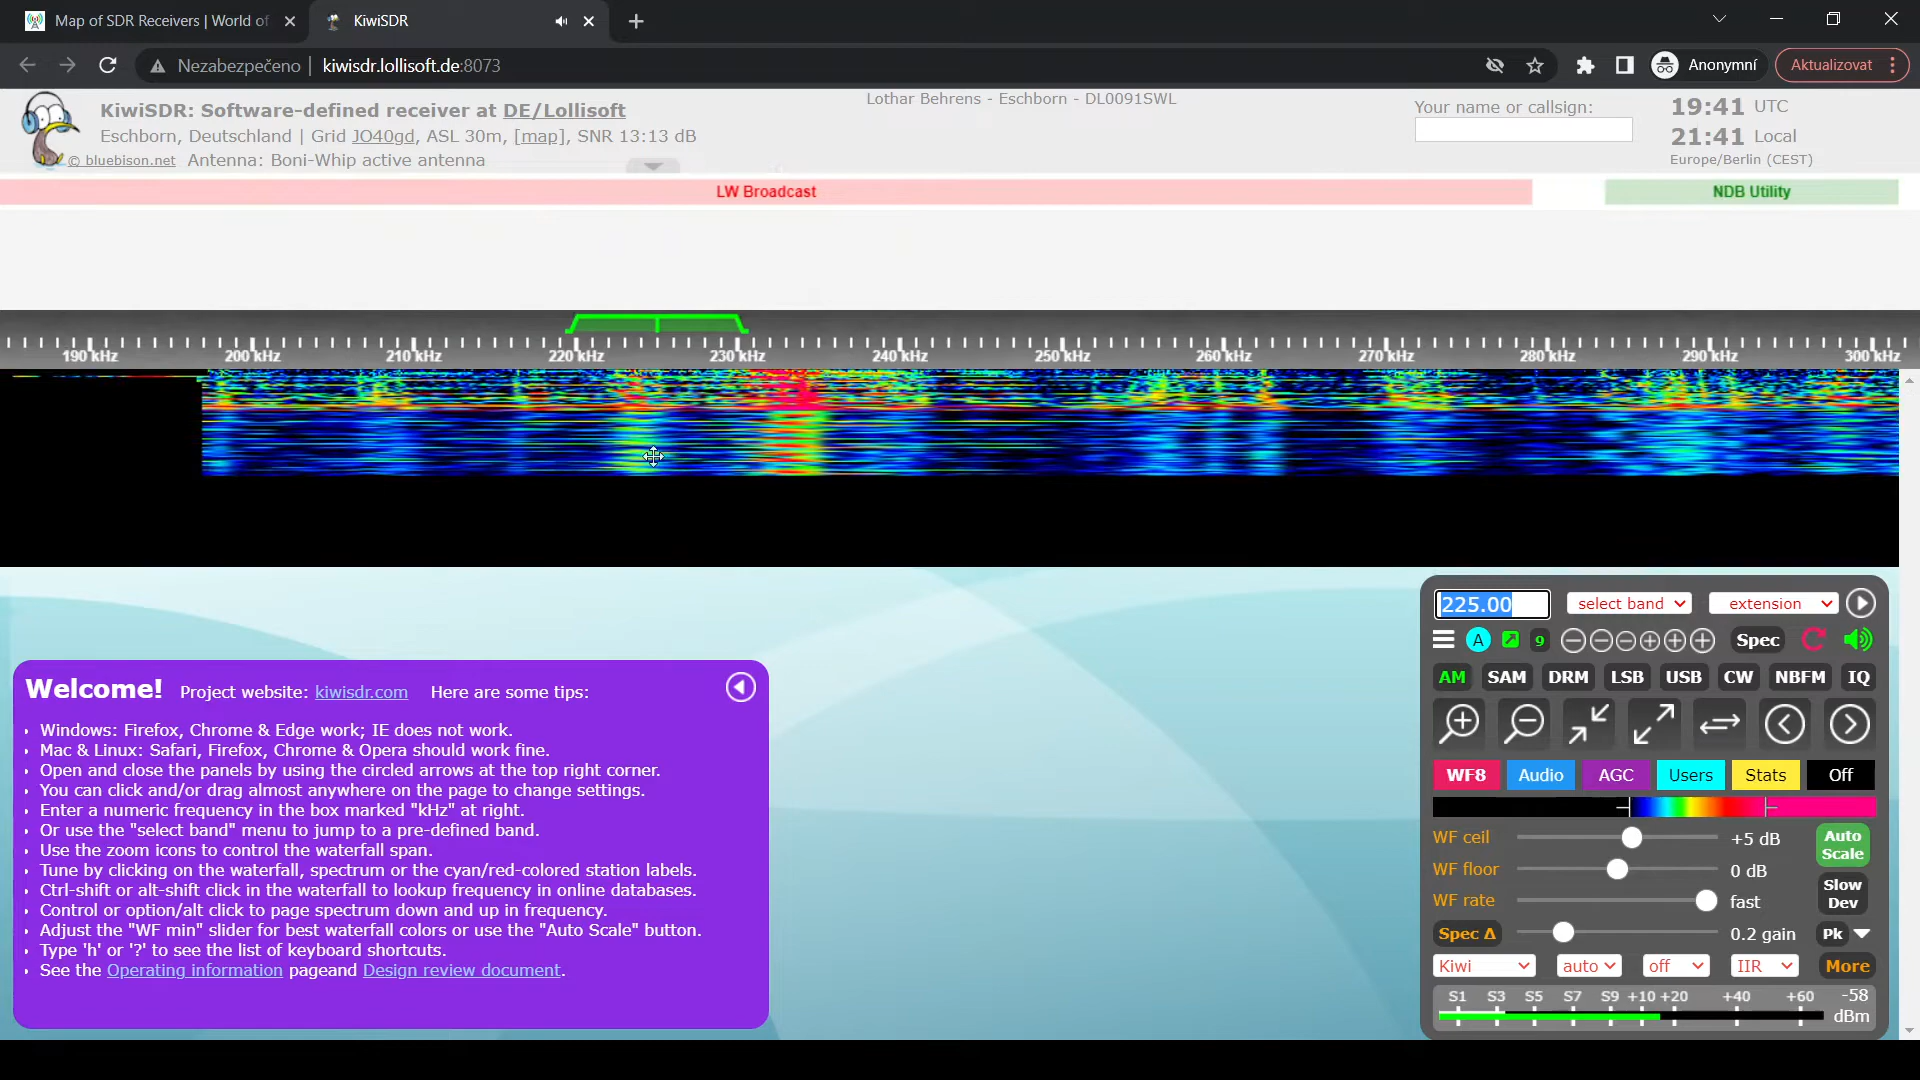 Map of SDR Receivers | World of
KiwiSDR
Nezabezpečeno | kiwisdr.lollisoft.de:8073
Anonymní
Aktualizovat
KiwiSDR: Software-defined receiver at DE/Lollisoft
Eschborn, Deutschland | Grid JO40gd, ASL 30m, [map], SNR 13:13 dB
© bluebison.net Antenna: Boni-Whip active antenna
Lothar Behrens - Eschborn - DL0091SWL
Your name or callsign:
19:41 UTC
21:41 Local
Europe/Berlin (CEST)
LW Broadcast
NDB Utility
190 kHz 200 kHz 210 kHz 220 kHz 230 kHz 240 kHz 250 kHz 260 kHz 270 kHz 280 kHz 290 kHz 300 kHz
Welcome! Project website: kiwisdr.com Here are some tips:
Windows: Firefox, Chrome & Edge work; IE does not work.
Mac & Linux: Safari, Firefox, Chrome & Opera should work fine.
Open and close the panels by using the circled arrows at the top right corner.
You can click and/or drag almost anywhere on the page to change settings.
Enter a numeric frequency in the box marked "kHz" at right.
Or use the "select band" menu to jump to a pre-defined band.
Use the zoom icons to control the waterfall span.
Tune by clicking on the waterfall, spectrum or the cyan/red-colored station labels.
Ctrl-shift or alt-shift click in the waterfall to lookup frequency in online databases.
Control or option/alt click to page spectrum down and up in frequency.
Adjust the "WF min" slider for best waterfall colors or use the "Auto Scale" button.
Type 'h' or '?' to see the list of keyboard shortcuts.
See the Operating information pageand Design review document.
225.00 select band extension
A 9 Spec
AM SAM DRM LSB USB CW NBFM IQ
WF8 Audio AGC Users Stats Off
WF ceil +5 dB
Auto Scale
WF floor 0 dB
WF rate fast
Slow Dev
Spec Δ 0.2 gain Pk
Kiwi auto off IIR More
S1 S3 S5 S7 S9 +10 +20 +40 +60 -58
dBm